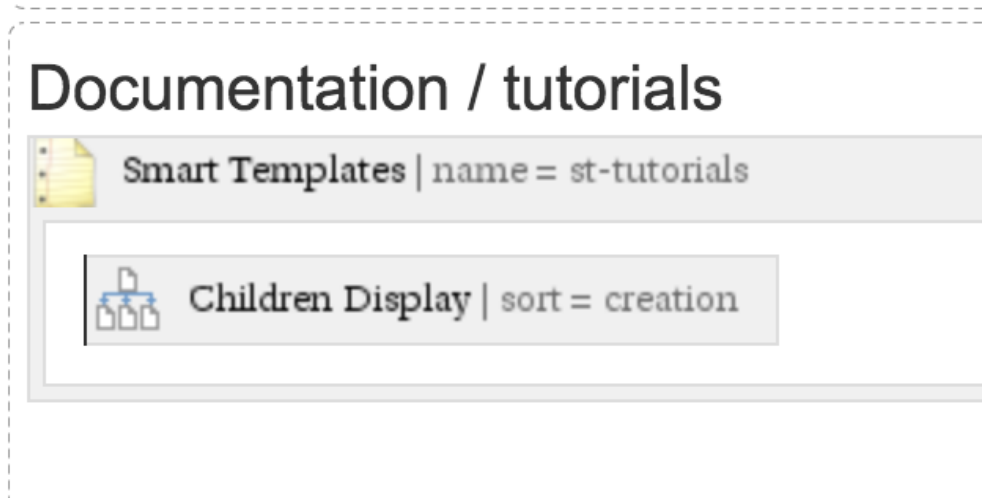 Documentation / tutorials
Smart Templates | name = st-tutorials
Children Display | sort = creation